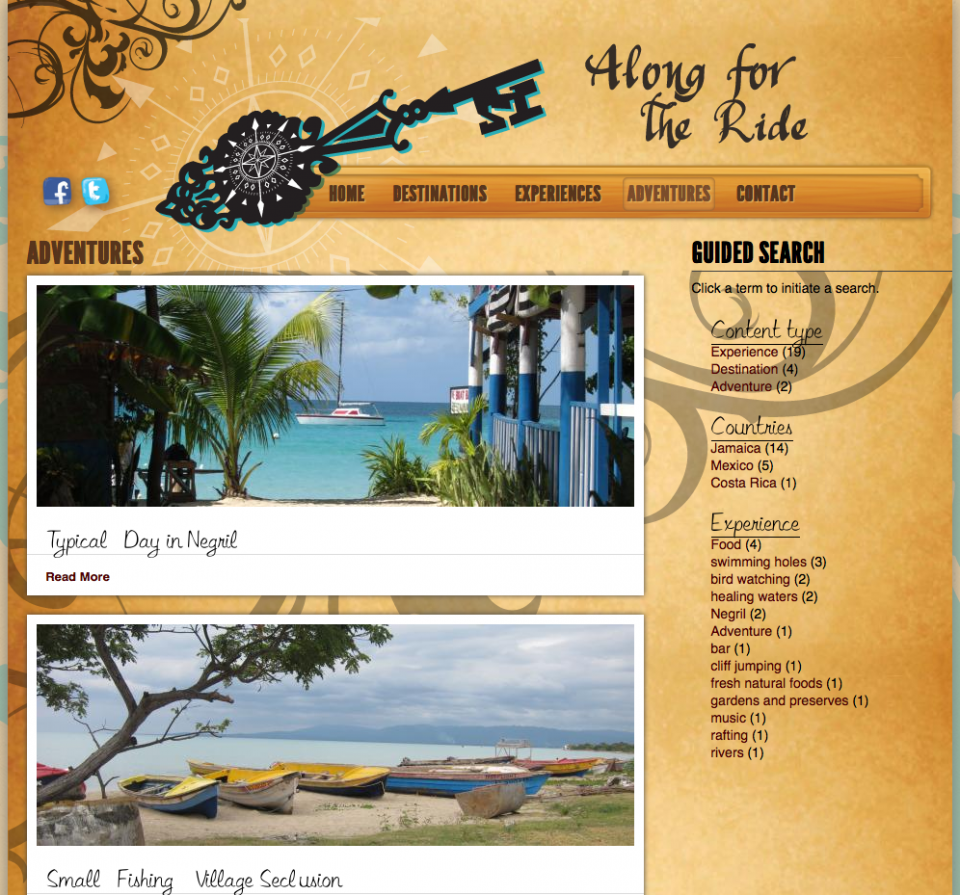 Along for
The Ride
HOME DESTINATIONS EXPERIENCES ADVENTURES CONTACT
ADVENTURES
Typical Day in Negril
Read More
Small Fishing Village Seclusion
GUIDED SEARCH
Click a term to initiate a search.
Content type
Experience (19)
Destination (4)
Adventure (2)
Countries
Jamaica (14)
Mexico (5)
Costa Rica (1)
Experience
Food (4)
swimming holes (3)
bird watching (2)
healing waters (2)
Negril (2)
Adventure (1)
bar (1)
cliff jumping (1)
fresh natural foods (1)
gardens and preserves (1)
music (1)
rafting (1)
rivers (1)